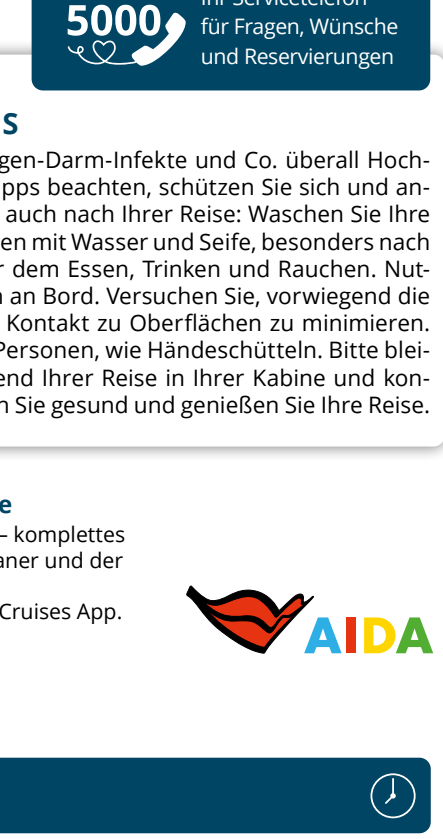 Ihr Servicetelefon
5000 für Fragen, Wünsche
und Reservierungen
s
gen-Darm-Infekte und Co. überall Hoch-
pps beachten, schützen Sie sich und an-
auch nach Ihrer Reise: Waschen Sie Ihre
en mit Wasser und Seife, besonders nach
r dem Essen, Trinken und Rauchen. Nut-
n an Bord. Versuchen Sie, vorwiegend die
Kontakt zu Oberflächen zu minimieren.
Personen, wie Händeschütteln. Bitte blei-
end Ihrer Reise in Ihrer Kabine und kon-
n Sie gesund und genießen Sie Ihre Reise.
e
– komplettes
aner und der
Cruises App.
AIDA